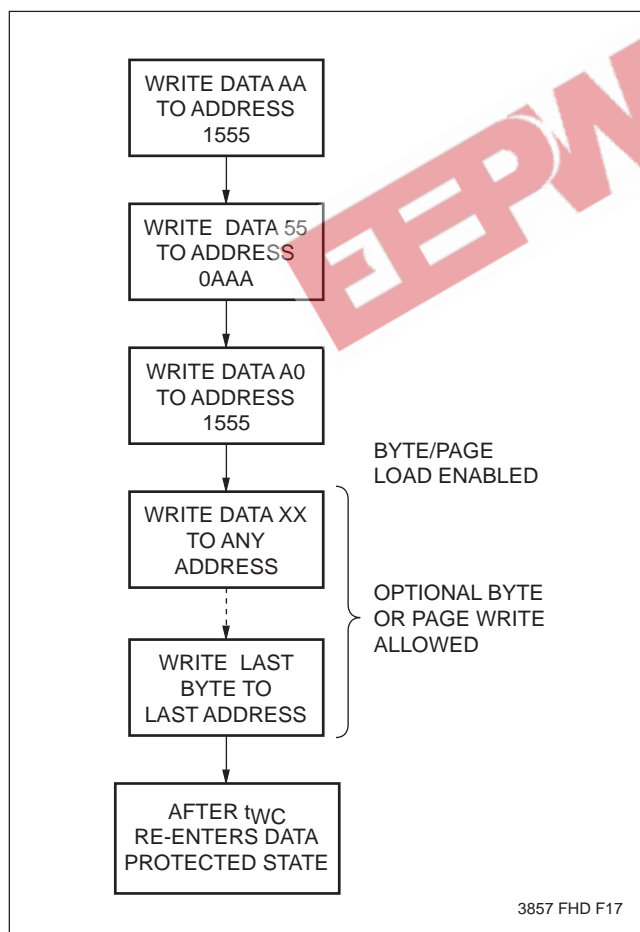 WRITE DATA AA
TO ADDRESS
1555
WRITE DATA 55
TO ADDRESS
0AAA
WRITE DATA A0
TO ADDRESS
1555
BYTE/PAGE
LOAD ENABLED
WRITE DATA XX
TO ANY
ADDRESS
OPTIONAL BYTE
OR PAGE WRITE
ALLOWED
WRITE LAST
BYTE TO
LAST ADDRESS
AFTER tWC
RE-ENTERS DATA
PROTECTED STATE
3857 FHD F17
EEPW